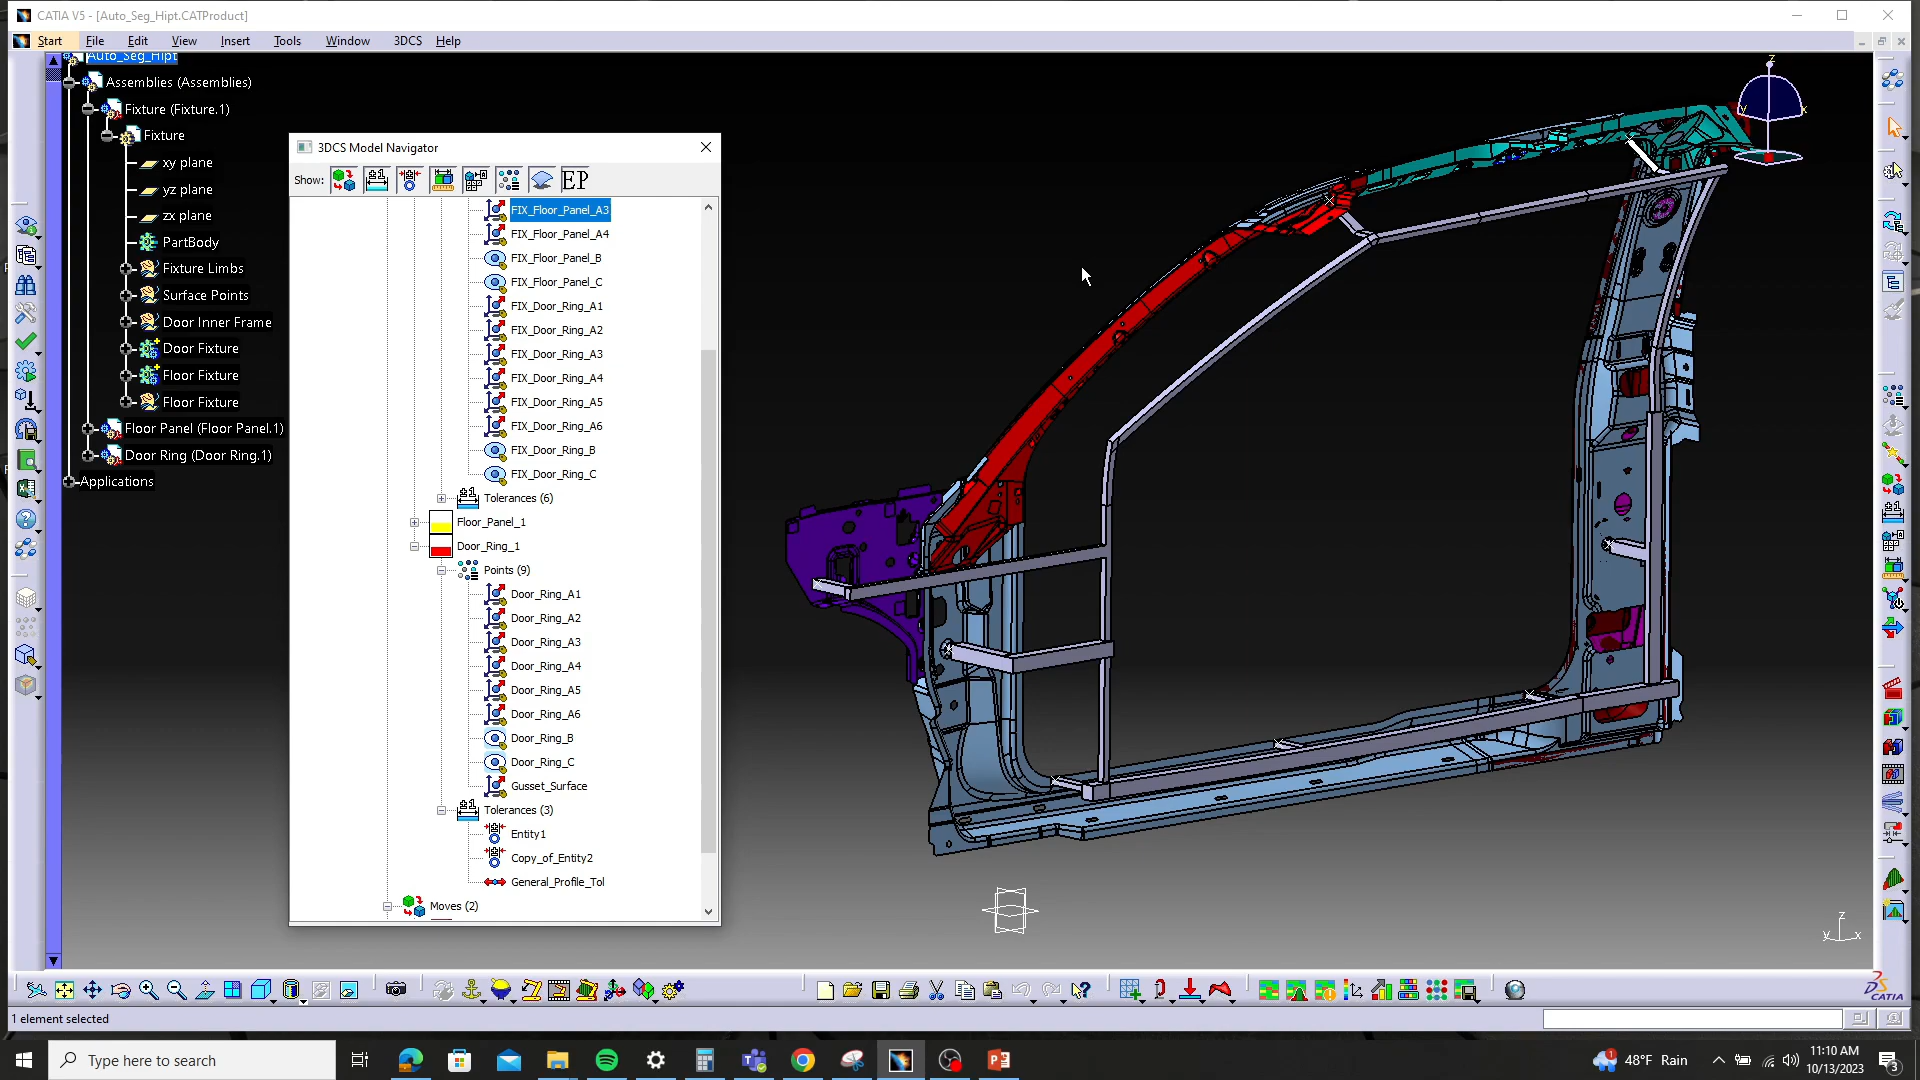 CATIA V5 - [Auto_Seg_Hipt.CATProduct]
Start File Edit View Insert Tools Window 3DCS Help
Auto_Seg_Hipt
Assemblies (Assemblies)
Fixture (Fixture.1)
Fixture
xy plane
yz plane
zx plane
PartBody
Fixture Limbs
Surface Points
Door Inner Frame
Door Fixture
Floor Fixture
Floor Fixture
Floor Panel (Floor Panel.1)
Door Ring (Door Ring.1)
Applications
3DCS Model Navigator
Show: EP
FIX_Floor_Panel_A3
FIX_Floor_Panel_A4
FIX_Floor_Panel_B
FIX_Floor_Panel_C
FIX_Door_Ring_A1
FIX_Door_Ring_A2
FIX_Door_Ring_A3
FIX_Door_Ring_A4
FIX_Door_Ring_A5
FIX_Door_Ring_A6
FIX_Door_Ring_B
FIX_Door_Ring_C
Tolerances (6)
Floor_Panel_1
Door_Ring_1
Points (9)
Door_Ring_A1
Door_Ring_A2
Door_Ring_A3
Door_Ring_A4
Door_Ring_A5
Door_Ring_A6
Door_Ring_B
Door_Ring_C
Gusset_Surface
Tolerances (3)
Entity1
Copy_of_Entity2
General_Profile_Tol
Moves (2)
z
y x
z
y x
CATIA
1 element selected
Type here to search
48°F Rain
11:10 AM
10/13/2023
3